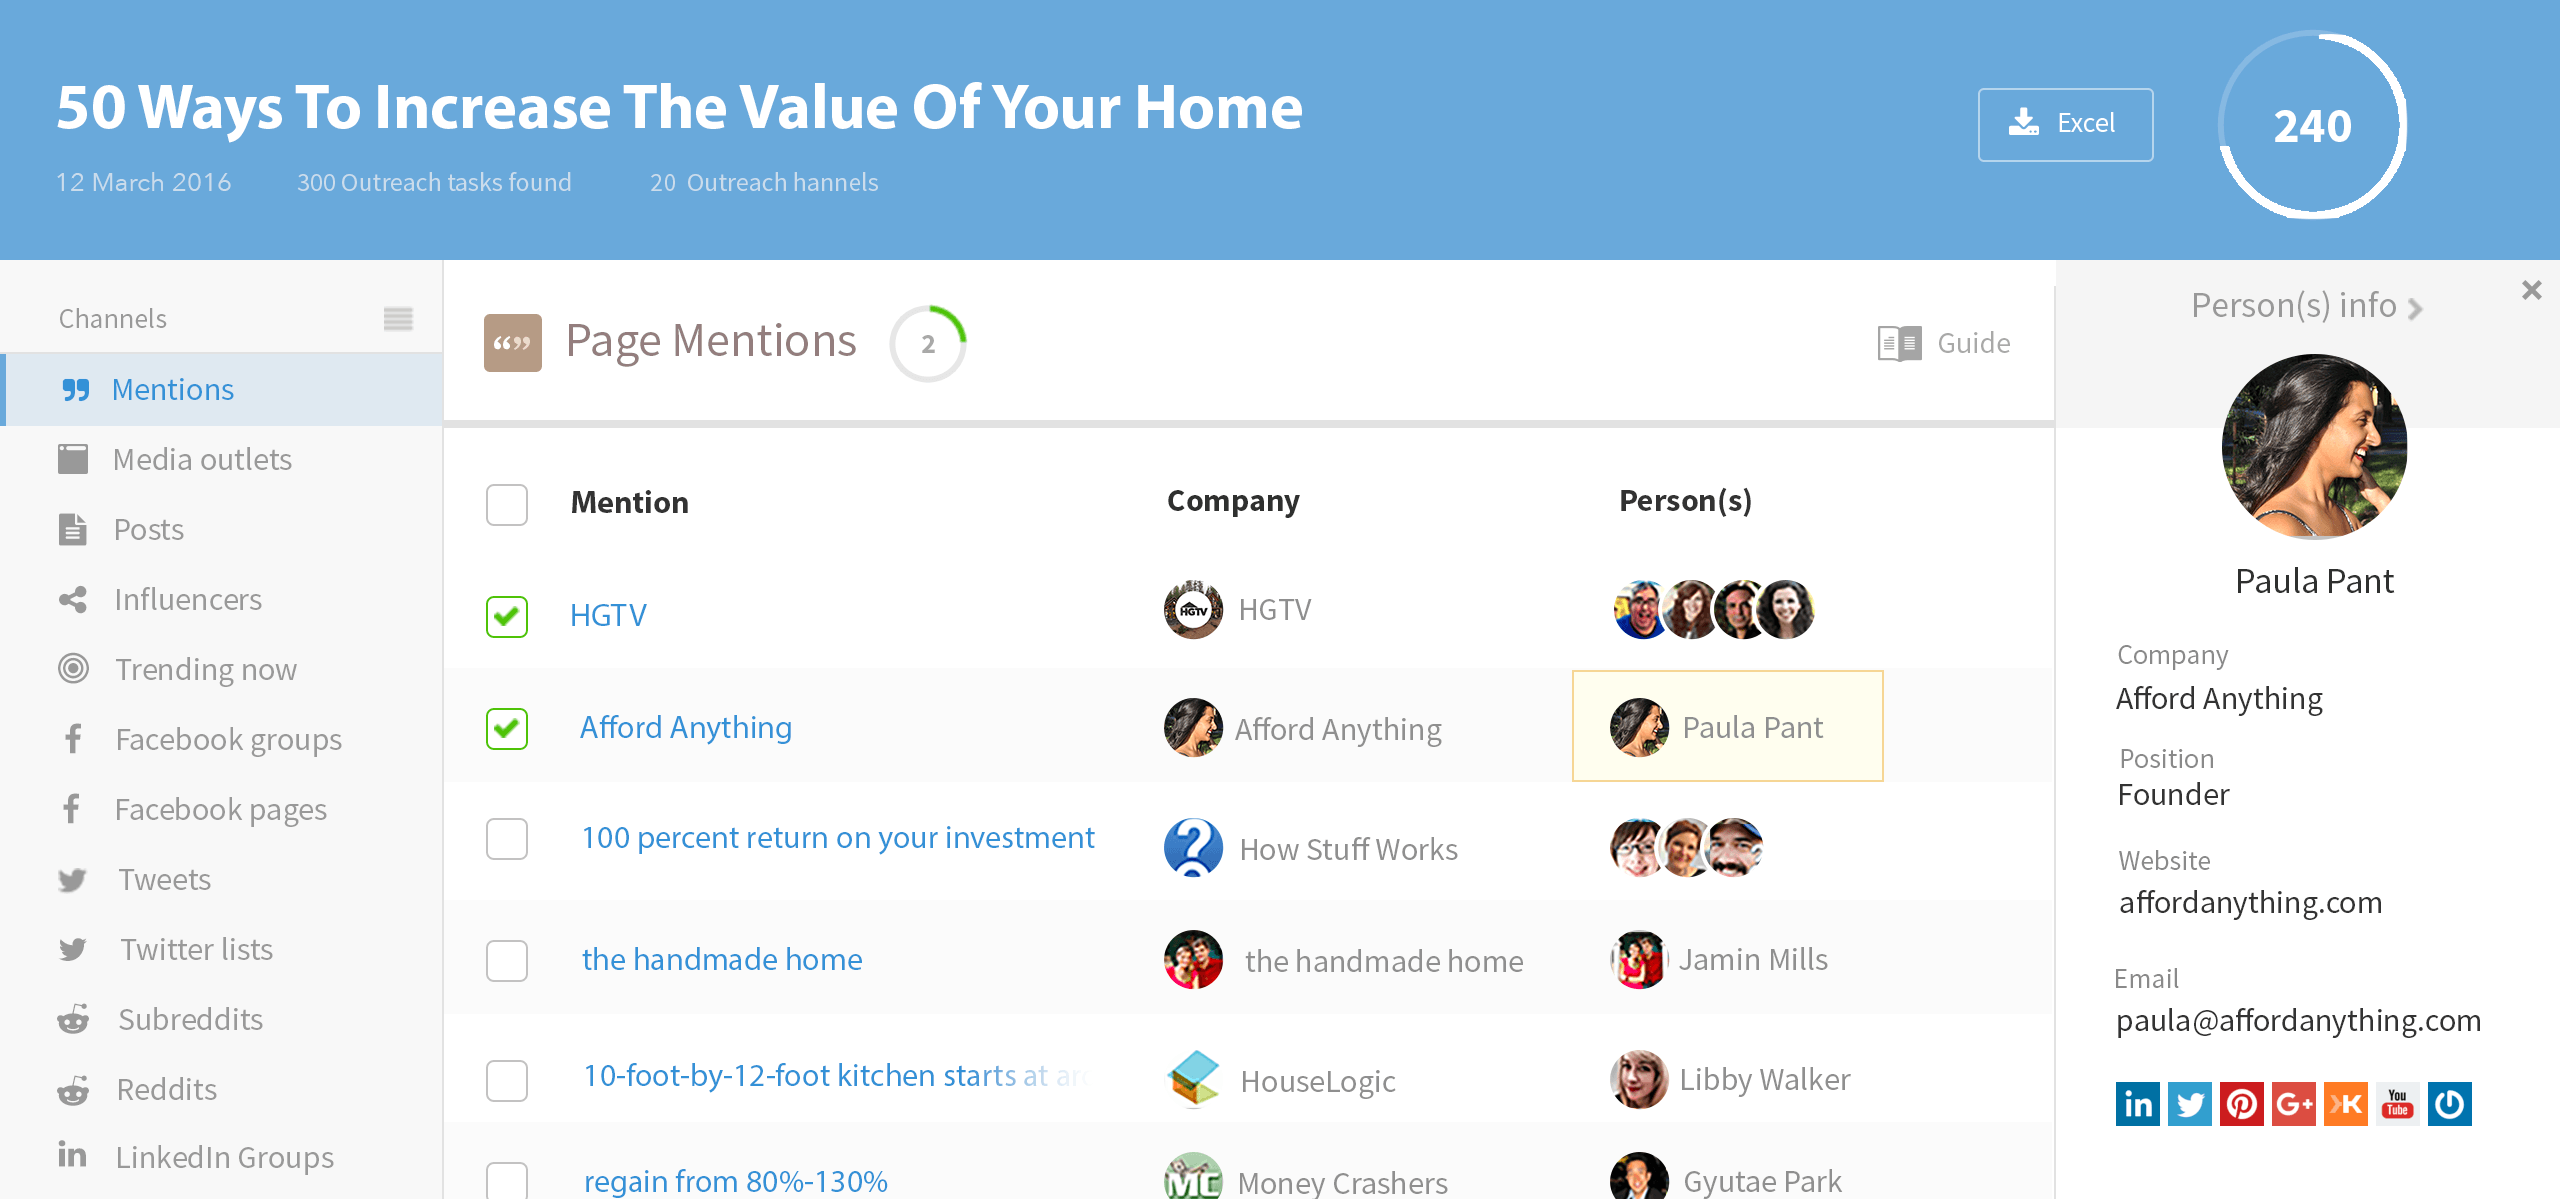 50 Ways To Increase The Value Of Your Home
12 March 2016 300 Outreach tasks found 20 Outreach hannels
Excel
240
Channels
Mentions
Media outlets
Posts
Influencers
Trending now
Facebook groups
Facebook pages
Tweets
Twitter lists
Subreddits
Reddits
LinkedIn Groups
Page Mentions 2
Guide
Mention Company Person(s)
HGTV HGTV HGTV
Afford Anything Afford Anything Paula Pant
100 percent return on your investment How Stuff Works
the handmade home the handmade home Jamin Mills
10-foot-by-12-foot kitchen starts at HouseLogic Libby Walker
regain from 80%-130% MC Money Crashers Gyutae Park
Person(s) info
Paula Pant
Company
Afford Anything
Position
Founder
Website
affordanything.com
Email
paula@affordanything.com
in G+ K You Tube